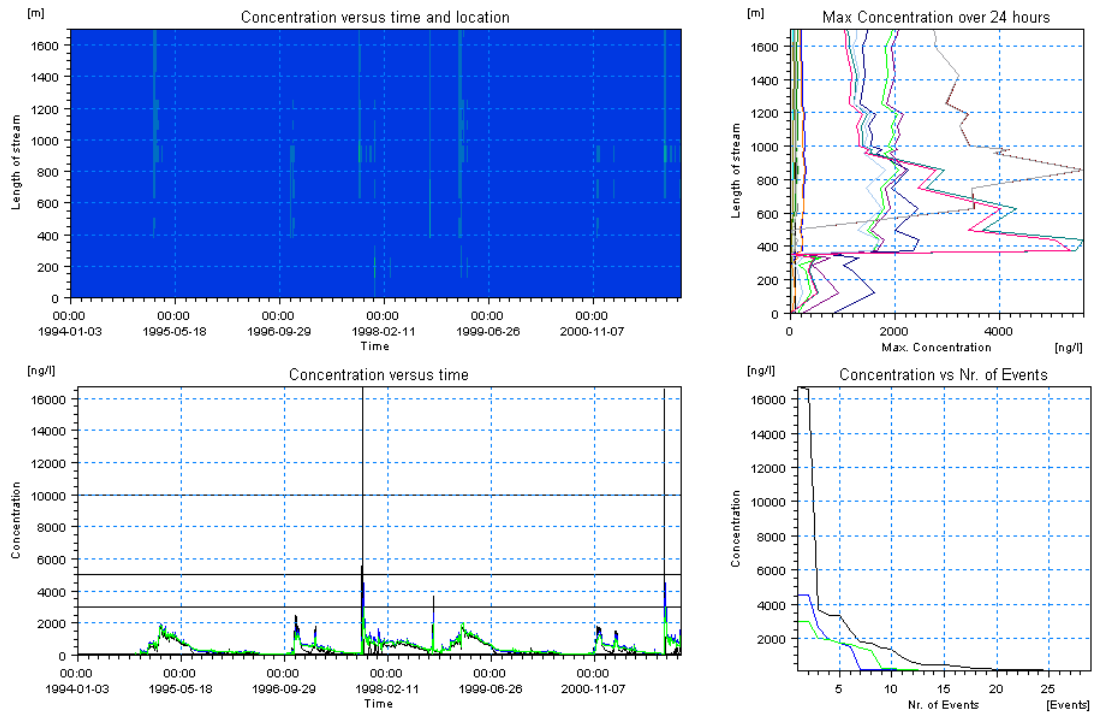 [m]
Concentration versus time and location
1600
1400
1200
1000
800
600
400
200
0
Length of stream
00:00 00:00 00:00 00:00 00:00 00:00
1994-01-03 1995-05-18 1996-09-29 1998-02-11 1999-06-26 2000-11-07
Time
[m]
Max Concentration over 24 hours
1600
1400
1200
1000
800
600
400
200
0
Length of stream
0 2000 4000
Max. Concentration [ng/l]
[ng/l]
Concentration versus time
16000
14000
12000
10000
8000
6000
4000
2000
0
Concentration
00:00 00:00 00:00 00:00 00:00 00:00
1994-01-03 1995-05-18 1996-09-29 1998-02-11 1999-06-26 2000-11-07
Time
[ng/l]
Concentration vs Nr. of Events
16000
14000
12000
10000
8000
6000
4000
2000
Concentration
5 10 15 20 25
Nr. of Events [Events]